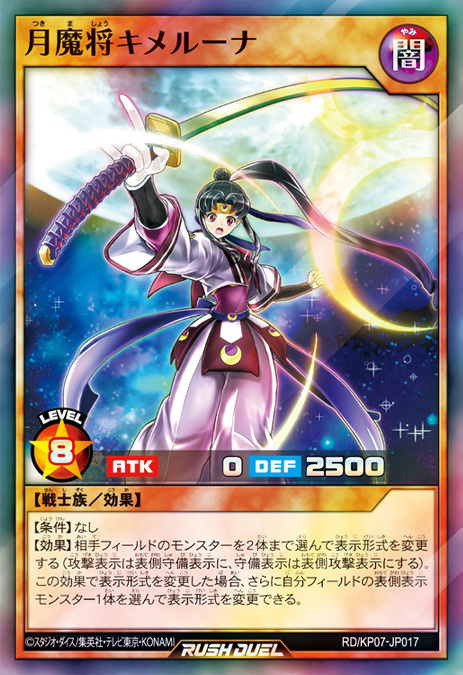 月魔将キメルーナ
闇
LEVEL
8
ATK 0 DEF 2500
【戦士族/効果】
【条件】なし
【効果】相手フィールドのモンスターを2体まで選んで表示形式を変更
する(攻撃表示は表側守備表示に、守備表示は表側攻撃表示にする)。
この効果で表示形式を変更した場合、さらに自分フィールドの表側表示
モンスター1体を選んで表示形式を変更できる。
©スタジオ・ダイス/集英社・テレビ東京・KONAMI
RUSH DUEL
RD/KP07-JP017